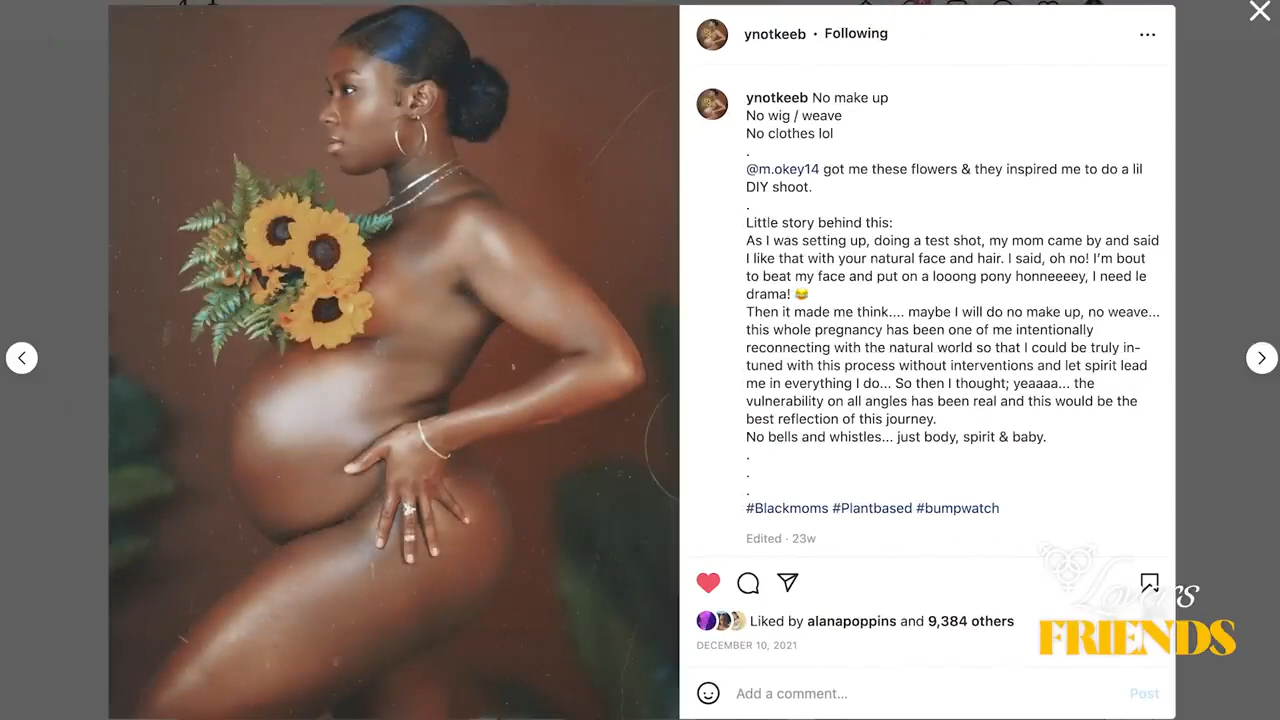 ynotkeeb • Following
ynotkeeb No make up
No wig / weave
No clothes lol
.
@m.okey14 got me these flowers & they inspired me to do a lil
DIY shoot.
.
Little story behind this:
As I was setting up, doing a test shot, my mom came by and said
I like that with your natural face and hair. I said, oh no! I'm bout
to beat my face and put on a looong pony honneeeey, I need le
drama! 😂
Then it made me think.... maybe I will do no make up, no weave...
this whole pregnancy has been one of me intentionally
reconnecting with the natural world so that I could be truly in-
tuned with this process without interventions and let spirit lead
me in everything I do... So then I thought; yeaaaa... the
vulnerability on all angles has been real and this would be the
best reflection of this journey.
No bells and whistles... just body, spirit & baby.
.
.
.
#Blackmoms #Plantbased #bumpwatch
Edited · 23w
Liked by alanapoppins and 9,384 others
DECEMBER 10, 2021
Add a comment...
Post
Lovers
FRIENDS